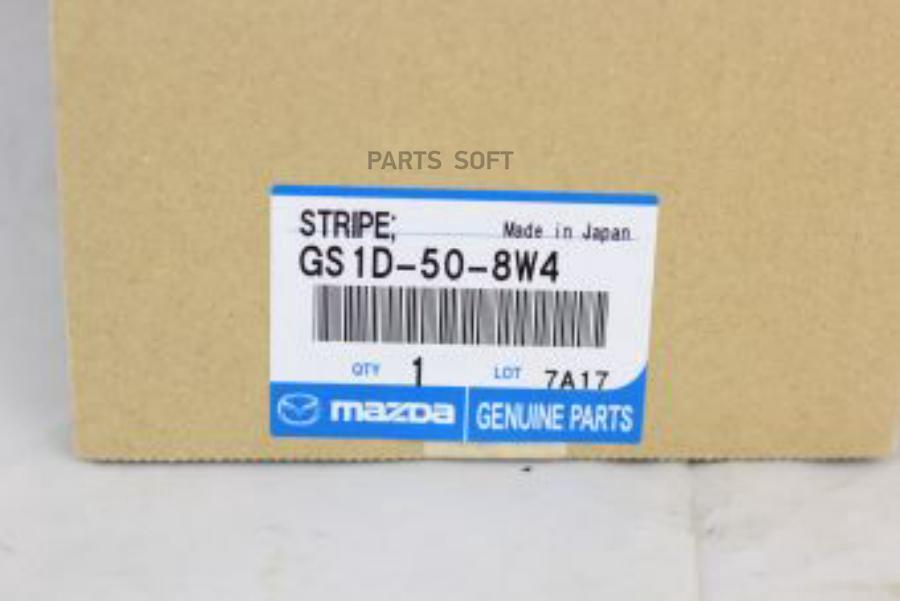 PARTS SOFT
STRIPE;
Made in Japan
GS1D-50-8W4
QTY 1 LOT 7A17
mazda GENUINE PARTS